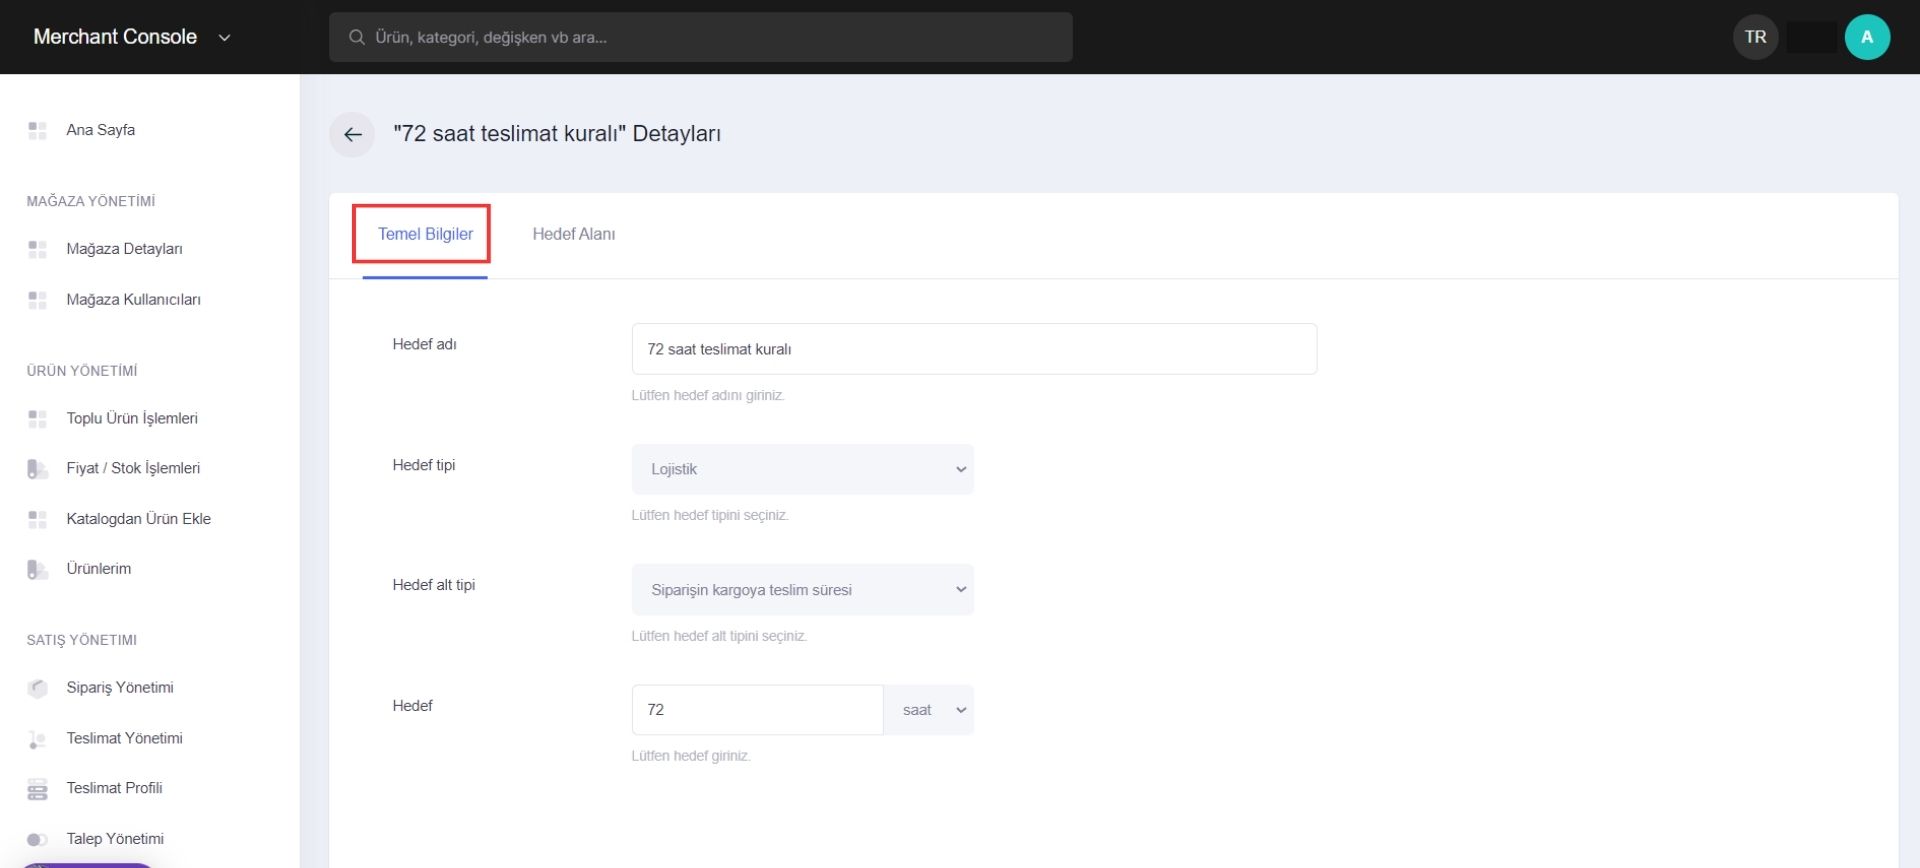 Merchant Console
Ürün, kategori, değişken vb ara...
TR
A
Ana Sayfa
MAĞAZA YÖNETİMİ
Mağaza Detayları
Mağaza Kullanıcıları
ÜRÜN YÖNETİMİ
Toplu Ürün İşlemleri
Fiyat / Stok İşlemleri
Katalogdan Ürün Ekle
Ürünlerim
SATIŞ YÖNETIMI
Sipariş Yönetimi
Teslimat Yönetimi
Teslimat Profili
Talep Yönetimi
"72 saat teslimat kuralı" Detayları
Temel Bilgiler
Hedef Alanı
Hedef adı
72 saat teslimat kuralı
Lütfen hedef adını giriniz.
Hedef tipi
Lojistik
Lütfen hedef tipini seçiniz.
Hedef alt tipi
Siparişin kargoya teslim süresi
Lütfen hedef alt tipini seçiniz.
Hedef
72
saat
Lütfen hedef giriniz.